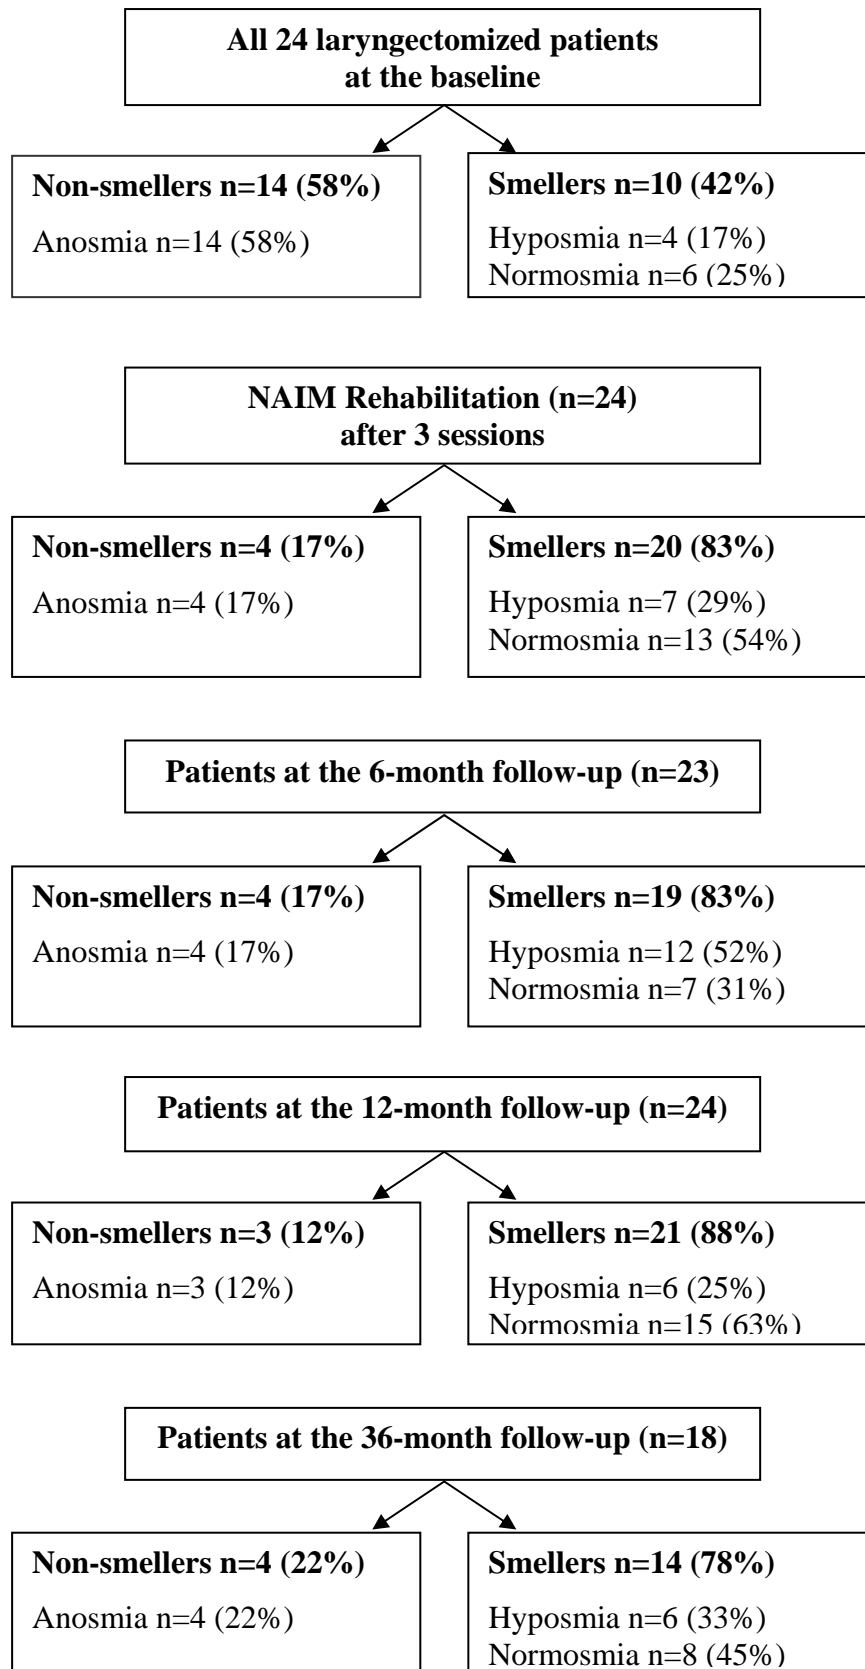 All 24 laryngectomized patients
at the baseline
Non-smellers n=14 (58%)
Anosmia n=14 (58%)
Smellers n=10 (42%)
Hyposmia n=4 (17%)
Normosmia n=6 (25%)
NAIM Rehabilitation (n=24)
after 3 sessions
Non-smellers n=4 (17%)
Anosmia n=4 (17%)
Smellers n=20 (83%)
Hyposmia n=7 (29%)
Normosmia n=13 (54%)
Patients at the 6-month follow-up (n=23)
Non-smellers n=4 (17%)
Anosmia n=4 (17%)
Smellers n=19 (83%)
Hyposmia n=12 (52%)
Normosmia n=7 (31%)
Patients at the 12-month follow-up (n=24)
Non-smellers n=3 (12%)
Anosmia n=3 (12%)
Smellers n=21 (88%)
Hyposmia n=6 (25%)
Normosmia n=15 (63%)
Patients at the 36-month follow-up (n=18)
Non-smellers n=4 (22%)
Anosmia n=4 (22%)
Smellers n=14 (78%)
Hyposmia n=6 (33%)
Normosmia n=8 (45%)